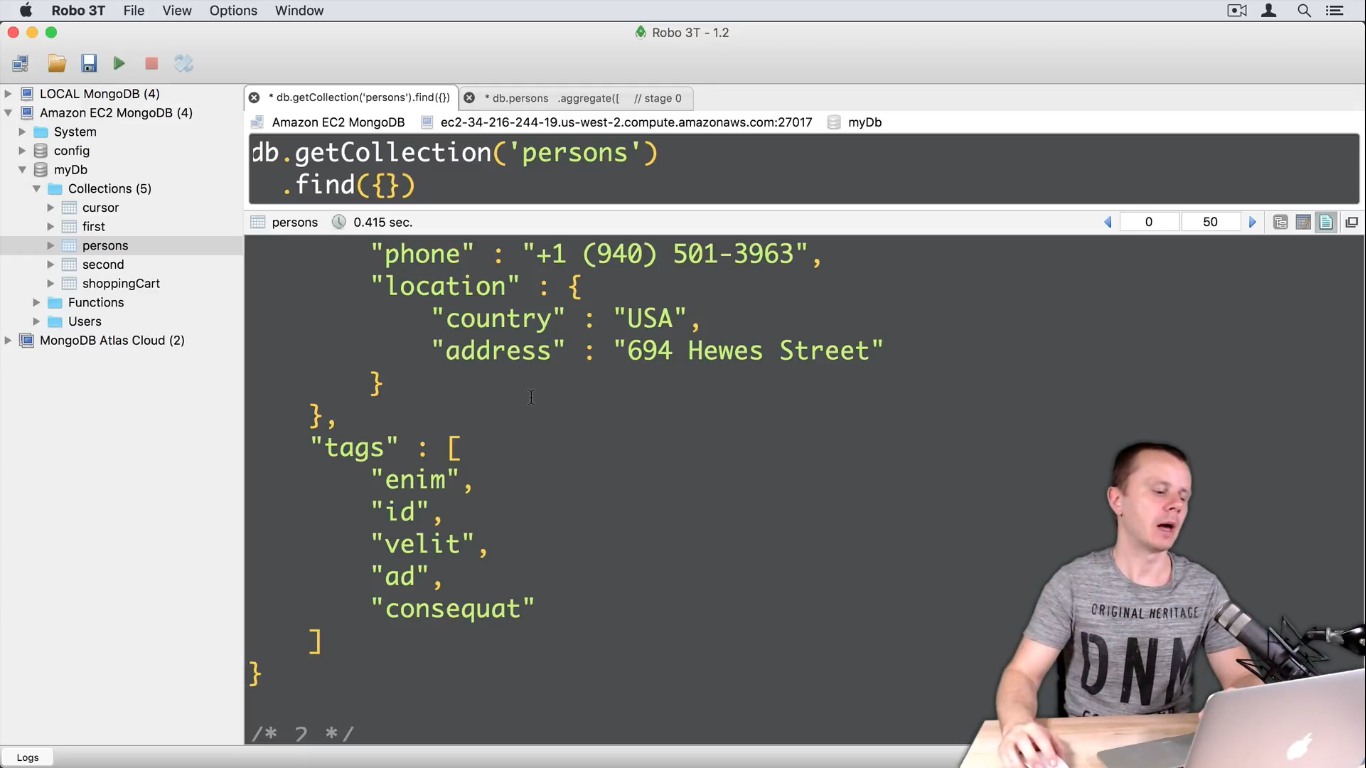 Robo 3T File View Options Window
Robo 3T - 1.2
LOCAL MongoDB (4)
Amazon EC2 MongoDB (4)
System
config
myDb
Collections (5)
cursor
first
persons
second
shoppingCart
Functions
Users
MongoDB Atlas Cloud (2)
* db.getCollection('persons').find({})
* db.persons .aggregate([ // stage 0
Amazon EC2 MongoDB ec2-34-216-244-19.us-west-2.compute.amazonaws.com:27017 myDb
db.getCollection('persons')
.find({})
persons 0.415 sec. 0 50
"phone" : "+1 (940) 501-3963",
"location" : {
"country" : "USA",
"address" : "694 Hewes Street"
}
},
"tags" : [
"enim",
"id",
"velit",
"ad",
"consequat"
]
}
/* 2 */
ORIGINAL HERITAGE
DNM
Logs